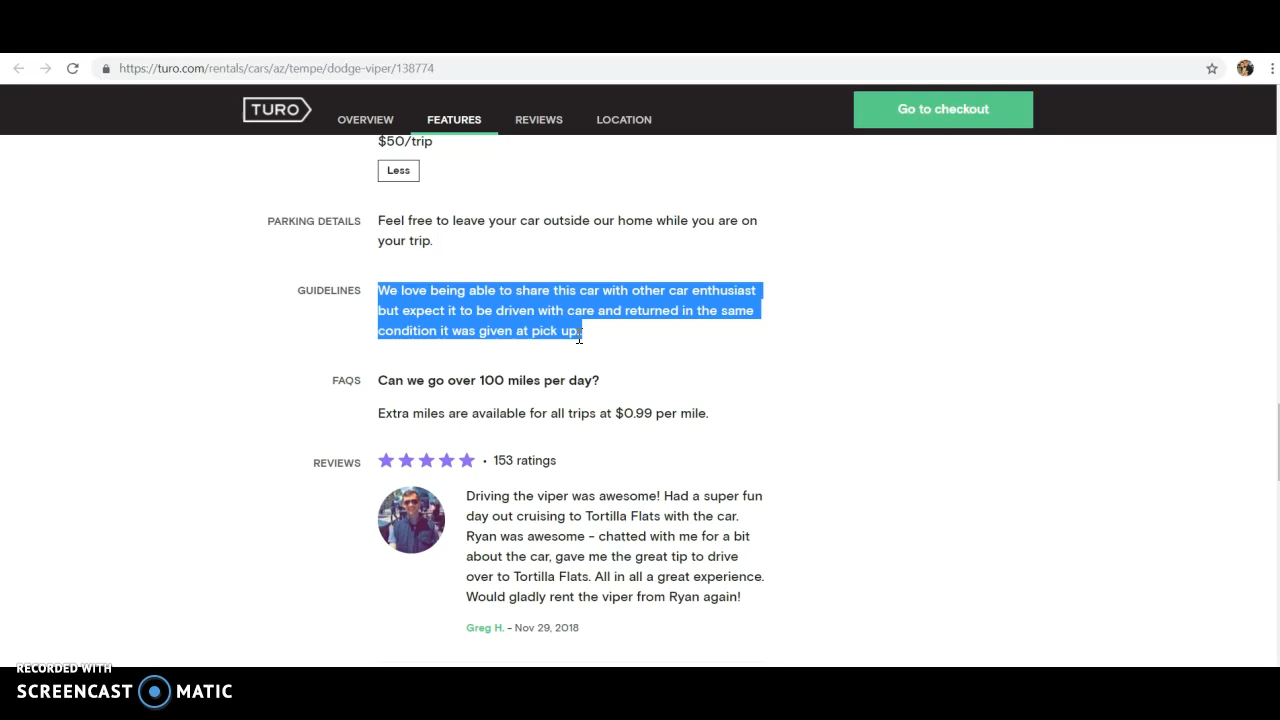 https://turo.com/rentals/cars/az/tempe/dodge-viper/138774
TURO
OVERVIEW
FEATURES
REVIEWS
LOCATION
Go to checkout
$50/trip
Less
PARKING DETAILS
Feel free to leave your car outside our home while you are on
your trip.
GUIDELINES
We love being able to share this car with other car enthusiast
but expect it to be driven with care and returned in the same
condition it was given at pick up..
FAQS
Can we go over 100 miles per day?
Extra miles are available for all trips at $0.99 per mile.
REVIEWS
• 153 ratings
Driving the viper was awesome! Had a super fun
day out cruising to Tortilla Flats with the car.
Ryan was awesome - chatted with me for a bit
about the car, gave me the great tip to drive
over to Tortilla Flats. All in all a great experience.
Would gladly rent the viper from Ryan again!
Greg H. - Nov 29, 2018
RECORDED WITH
SCREENCAST MATIC